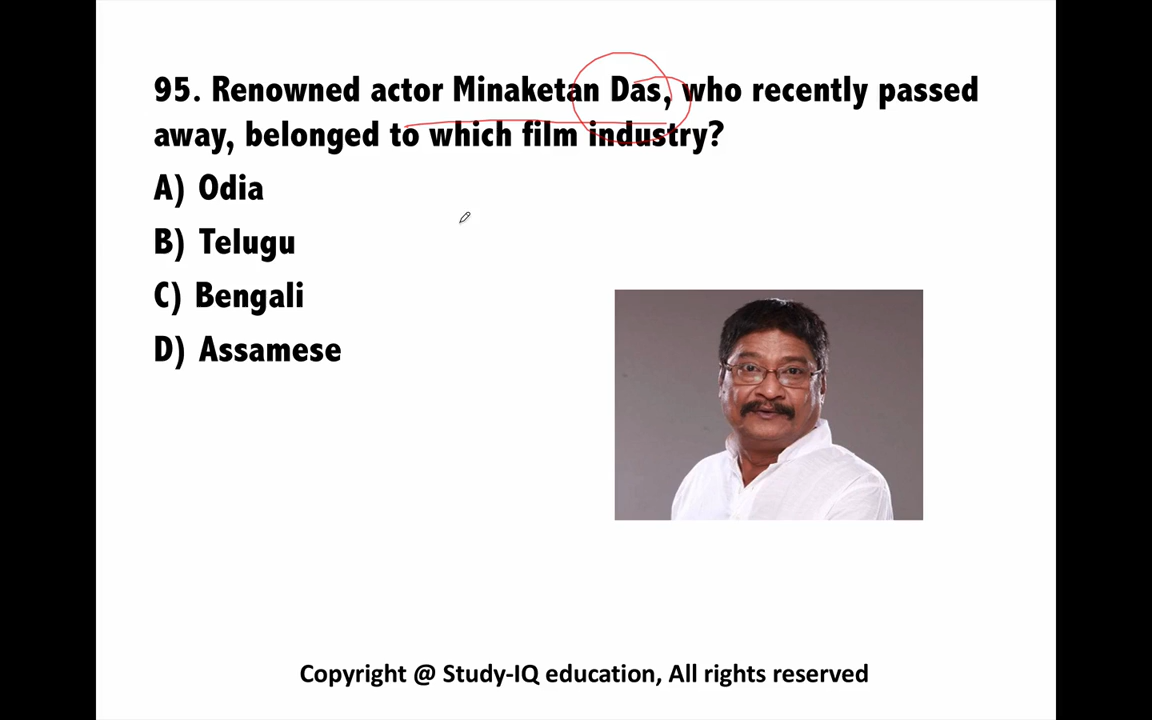 95. Renowned actor Minaketan Das, who recently passed
away, belonged to which film industry?
A) Odia
B) Telugu
C) Bengali
D) Assamese
Copyright @ Study-IQ education, All rights reserved